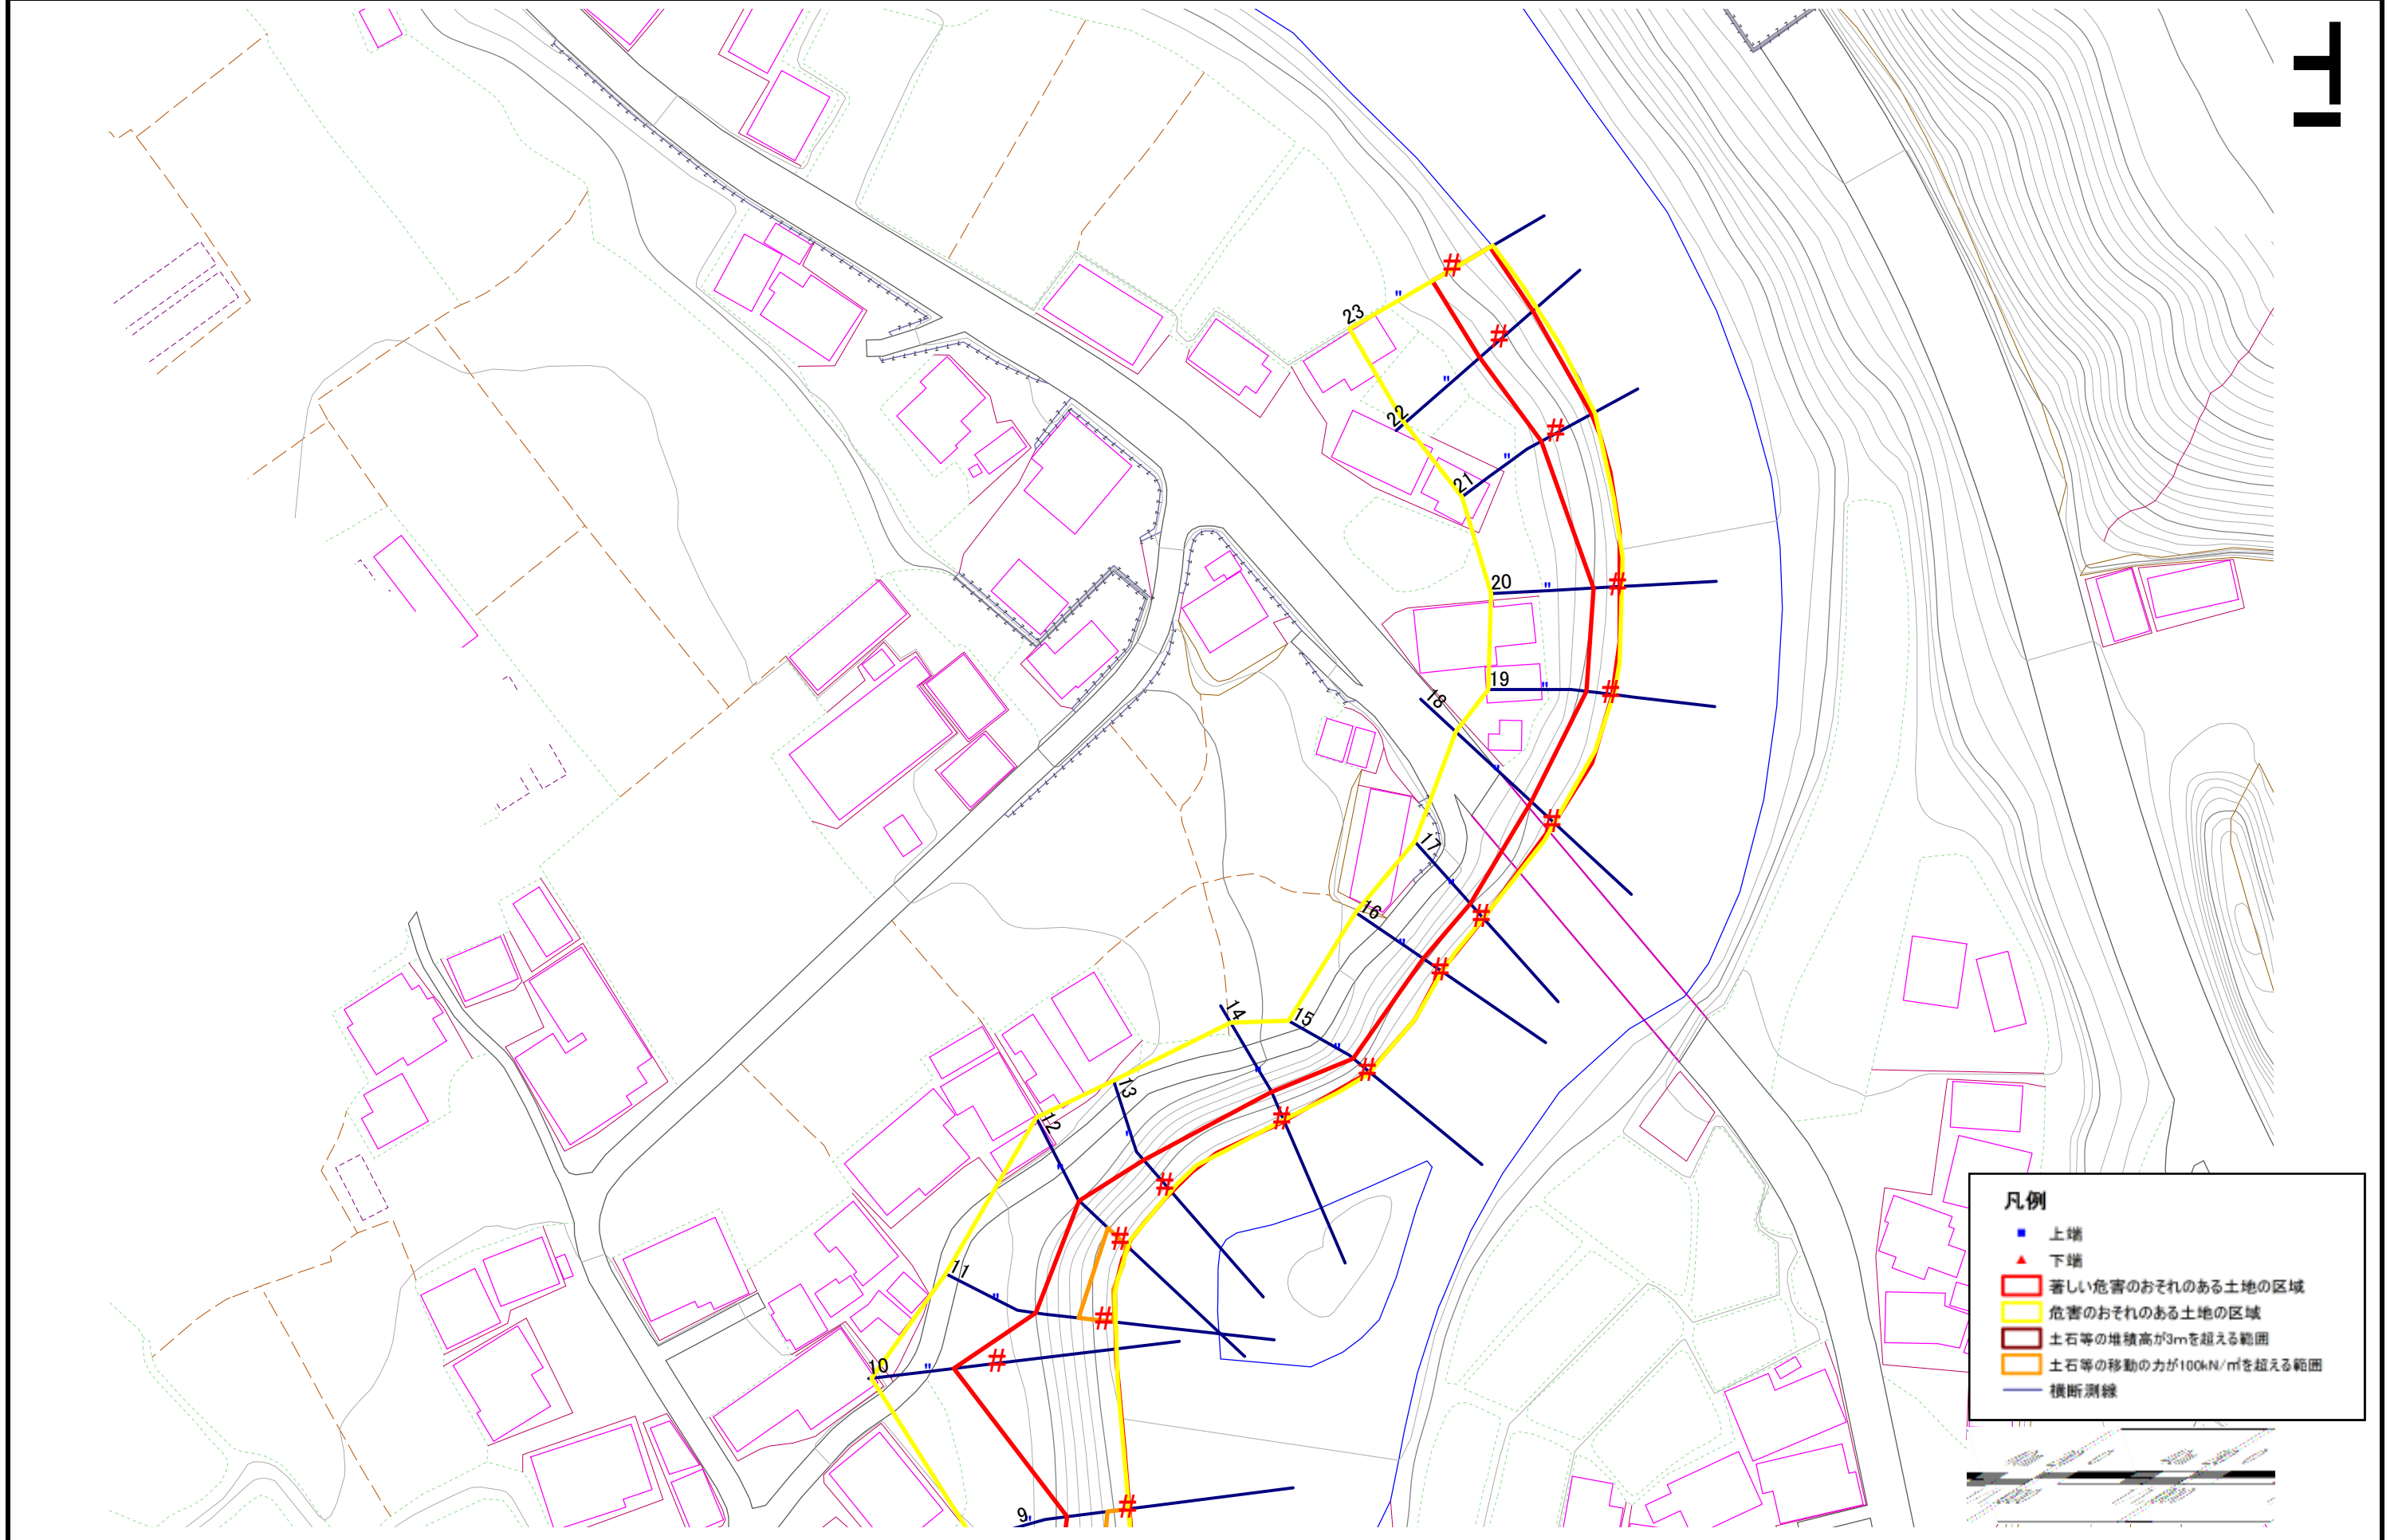 23
22
21
20
19
18
17
16
15
14
13
12
11
10
9
凡例
上端
下端
著しい危害のおそれのある土地の区域
危害のおそれのある土地の区域
土石等の堆積高が3mを超える範囲
土石等の移動の力が100kN/㎡を超える範囲
横断測線